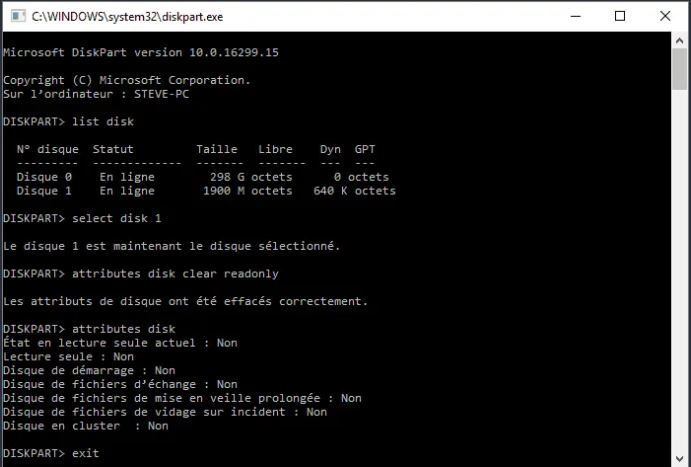 C:\WINDOWS\system32\diskpart.exe
Microsoft DiskPart version 10.0.16299.15
Copyright (C) Microsoft Corporation.
Sur l’ordinateur : STEVE-PC
DISKPART> list disk
N° disque  Statut         Taille   Libre    Dyn  GPT
---------  -------------  -------  -------  ---  ---
Disque 0    En ligne        298 G octets      0 octets
Disque 1    En ligne       1900 M octets   640 K octets
DISKPART> select disk 1
Le disque 1 est maintenant le disque sélectionné.
DISKPART> attributes disk clear readonly
Les attributs de disque ont été effacés correctement.
DISKPART> attributes disk
État en lecture seule actuel : Non
Lecture seule : Non
Disque de démarrage : Non
Disque de fichiers d’échange : Non
Disque de fichiers de mise en veille prolongée : Non
Disque de fichiers de vidage sur incident : Non
Disque en cluster  : Non
DISKPART> exit